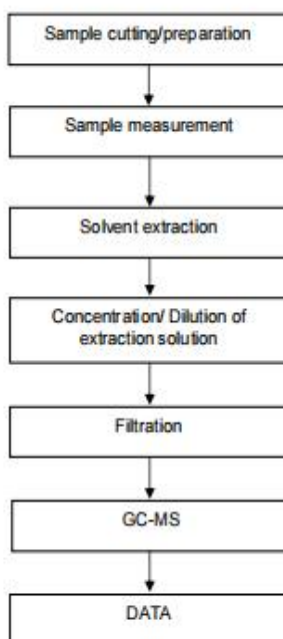 Sample cutting/preparation
Sample measurement
Solvent extraction
Concentration/ Dilution of
extraction solution
Filtration
GC-MS
DATA